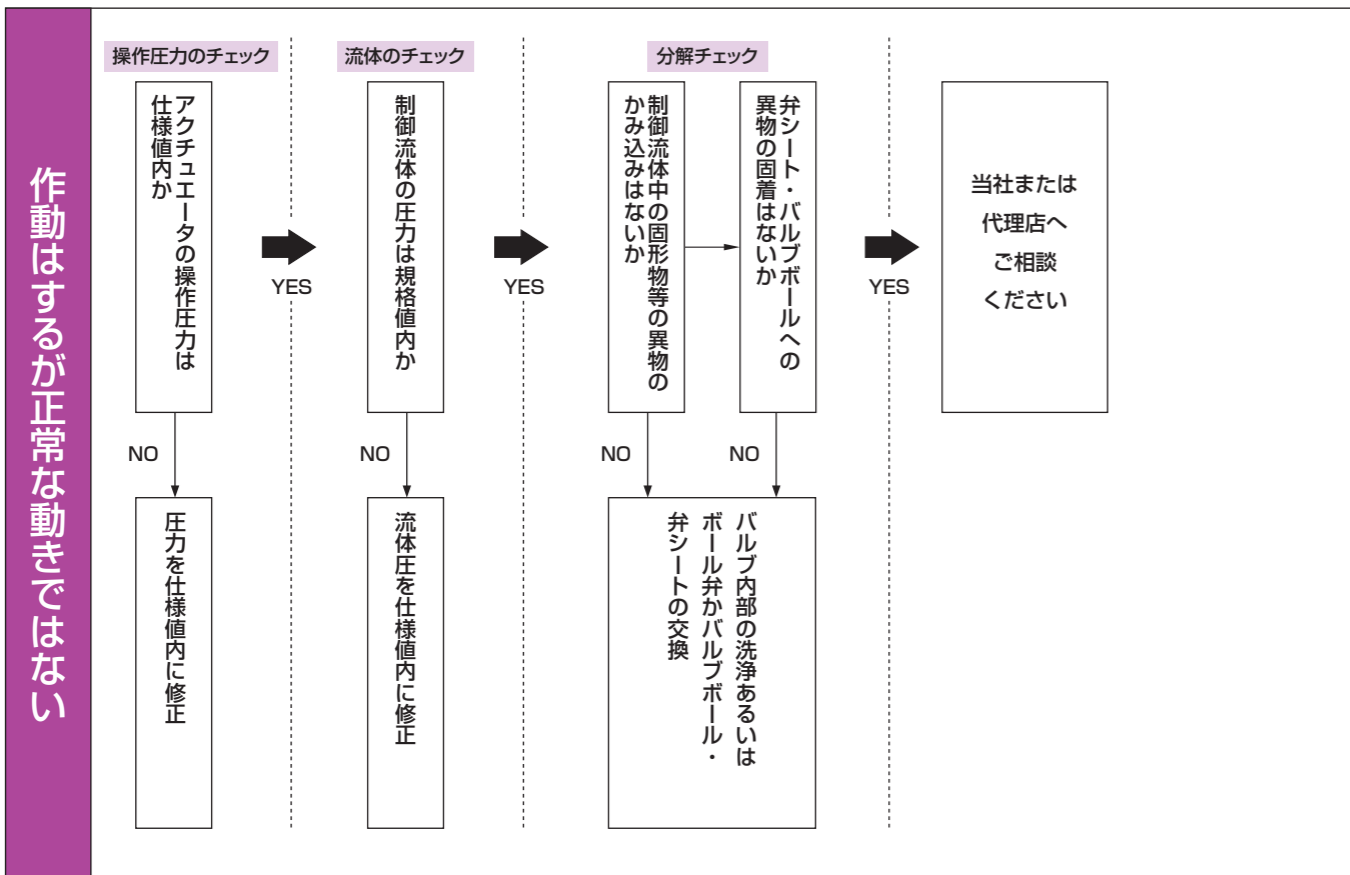 作動はするが正常な動きではない
操作圧力のチェック
アクチュエータの操作圧力は
仕様値内か
YES
NO
圧力を仕様値内に修正
流体のチェック
制御流体の圧力は規格値内か
YES
NO
流体圧を仕様値内に修正
分解チェック
制御流体中の固形物等の異物の
かみ込みはないか
弁シート・バルブボールへの
異物の固着はないか
YES
NO
NO
バルブ内部の洗浄あるいは
ボール弁かバルブボール・
弁シートの交換
当社または
代理店へ
ご相談
ください